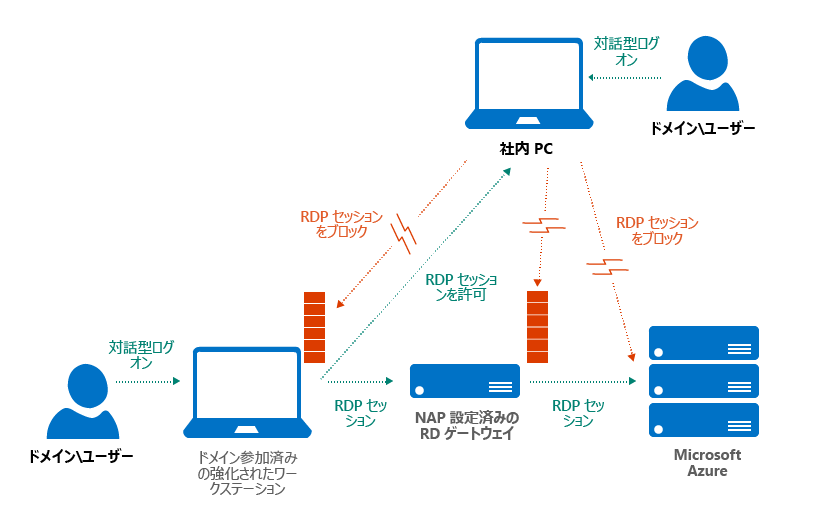 対話型ログ
オン
ドメイン\ユーザー
社内 PC
RDP セッション
をブロック
RDP セッション
をブロック
RDP セッショ
ンを許可
対話型ログ
オン
RDP セッ
ション
NAP 設定済みの
RD ゲートウェイ
RDP セッ
ション
ドメイン\ユーザー
ドメイン参加済み
の強化されたワー
クステーション
Microsoft
Azure